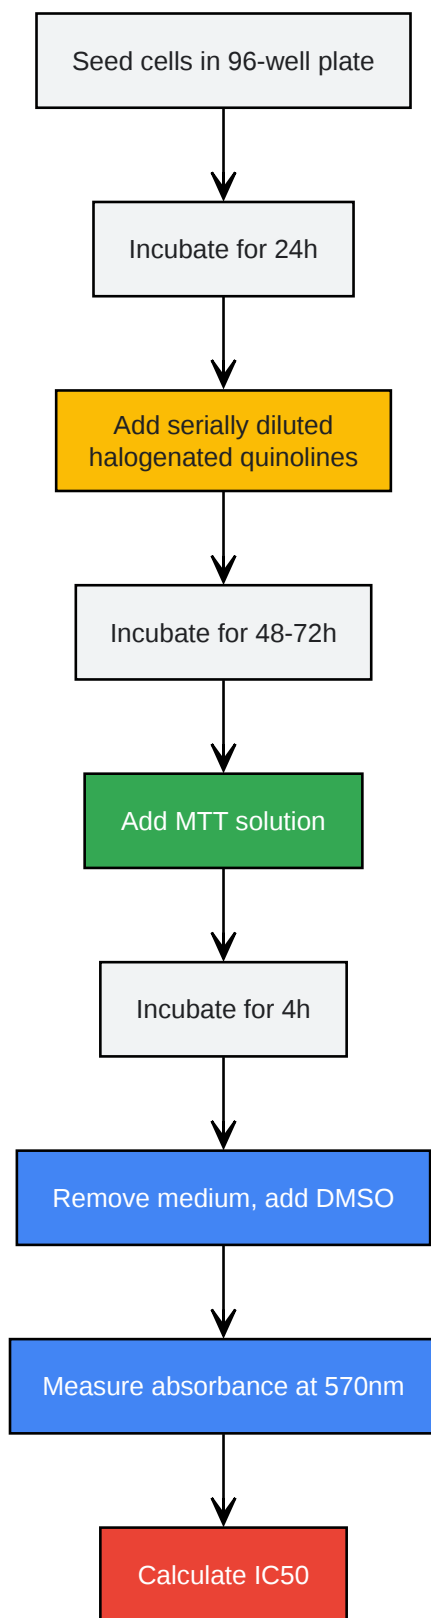 Seed cells in 96-well plate
Incubate for 24h
Add serially diluted
halogenated quinolines
Incubate for 48-72h
Add MTT solution
Incubate for 4h
Remove medium, add DMSO
Measure absorbance at 570nm
Calculate IC50